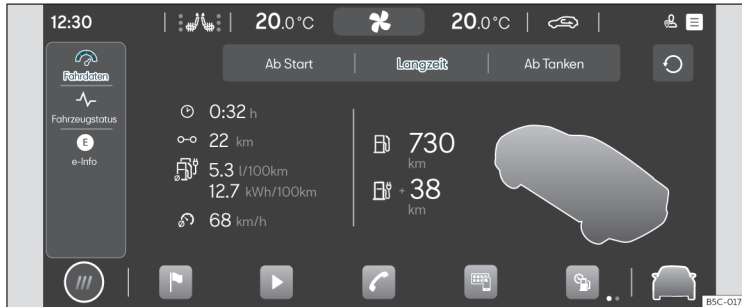 12:30
20.0°C
20.0°C
Ab Start
Langzeit
Ab Tanken
Fahrdaten
Fahrzeugstatus
E
e-Info
0:32 h
22 km
5.3 l/100km
12.7 kWh/100km
68 km/h
730
km
+38
km
B5C-017